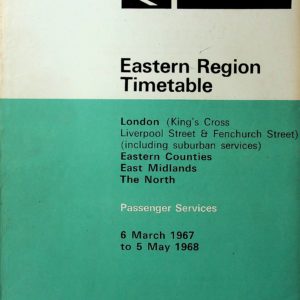 Eastern Region
Timetable
London (King's Cross
Liverpool Street & Fenchurch Street)
(including suburban services)
Eastern Counties
East Midlands
The North
Passenger Services
6 March 1967
to 5 May 1968